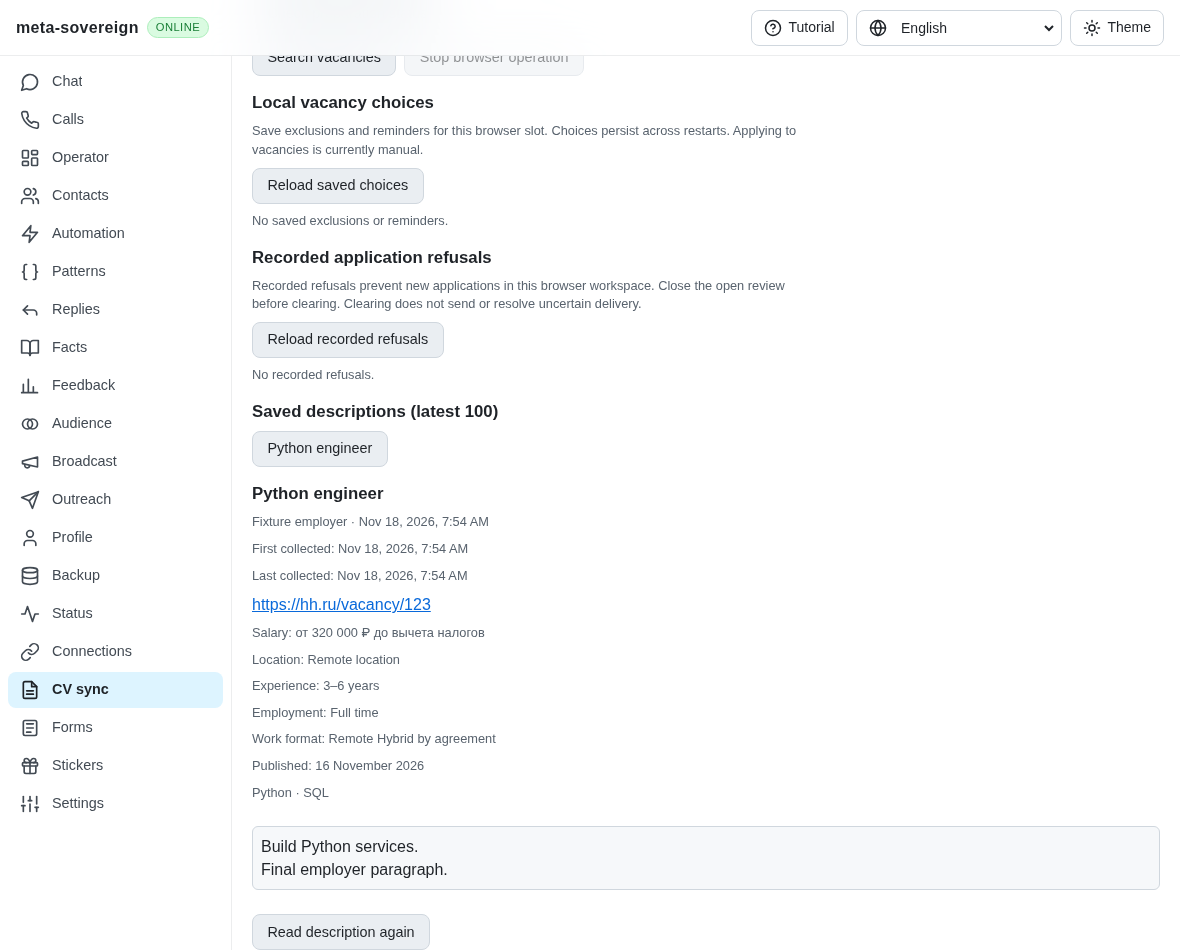 meta-sovereign
ONLINE
Tutorial
English
Theme
Chat
Calls
Operator
Contacts
Automation
Patterns
Replies
Facts
Feedback
Audience
Broadcast
Outreach
Profile
Backup
Status
Connections
CV sync
Forms
Stickers
Settings
Search vacancies
Stop browser operation
Local vacancy choices
Save exclusions and reminders for this browser slot. Choices persist across restarts. Applying to
vacancies is currently manual.
Reload saved choices
No saved exclusions or reminders.
Recorded application refusals
Recorded refusals prevent new applications in this browser workspace. Close the open review
before clearing. Clearing does not send or resolve uncertain delivery.
Reload recorded refusals
No recorded refusals.
Saved descriptions (latest 100)
Python engineer
Python engineer
Fixture employer · Nov 18, 2026, 7:54 AM
First collected: Nov 18, 2026, 7:54 AM
Last collected: Nov 18, 2026, 7:54 AM
https://hh.ru/vacancy/123
Salary: от 320 000 ₽ до вычета налогов
Location: Remote location
Experience: 3–6 years
Employment: Full time
Work format: Remote Hybrid by agreement
Published: 16 November 2026
Python · SQL
Build Python services.
Final employer paragraph.
Read description again